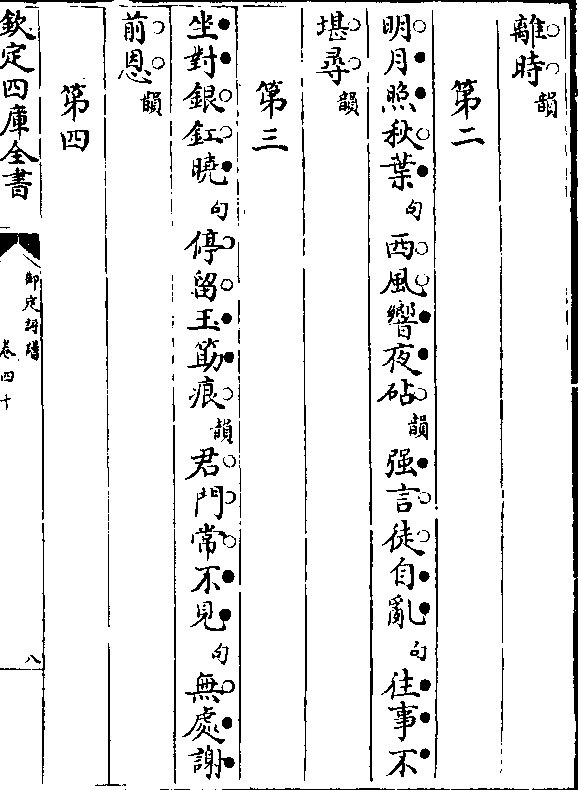 離時韻
第二
明月照秋葉句西風響夜砧韻强言徒自亂句往事不
堪尋韻
第三
坐對銀釭曉句停留玉筯痕韻君門常不見句無處謝
前恩韻
第四
欽定四庫全書
御定詞譜
卷四十
八